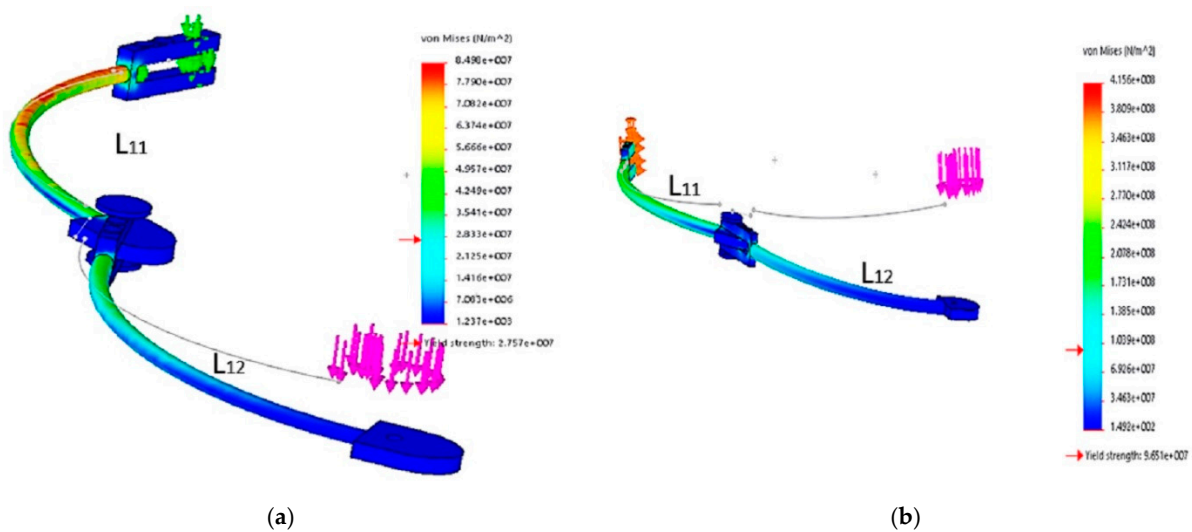 von Mises (N/m^2)
8.498e+007
7.790e+007
7.082e+007
6.374e+007
5.666e+007
4.957e+007
4.249e+007
3.541e+007
2.833e+007
2.125e+007
1.416e+007
7.083e+006
1.237e+003
Yield strength: 2.757e+007
L11
L12
(a)
von Mises (N/m^2)
4.156e+008
3.809e+008
3.463e+008
3.117e+008
2.770e+008
2.424e+008
2.078e+008
1.731e+008
1.385e+008
1.039e+008
6.926e+007
3.463e+007
1.492e+002
Yield strength: 9.651e+007
L11
L12
(b)